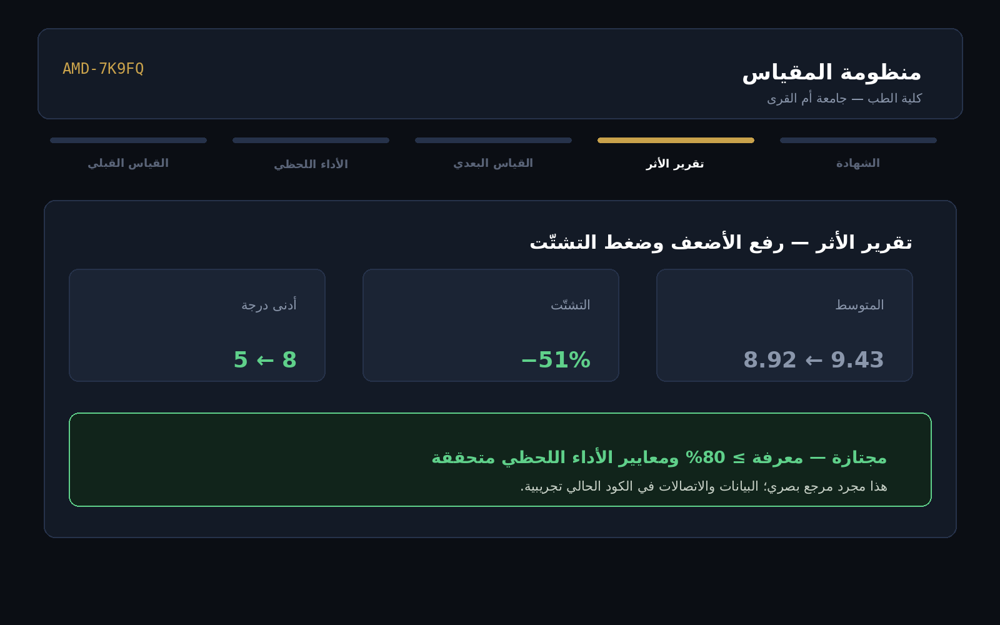 منظومة المقياس
AMD-7K9FQ
كلية الطب — جامعة أم القرى
الشهادة
تقرير الأثر
القياس البعدي
الأداء اللحظي
القياس القبلي
تقرير الأثر — رفع الأضعف وضغط التشتّت
المتوسط
8.92 ← 9.43
التشتّت
−51%
أدنى درجة
5 ← 8
مجتازة — معرفة ≥ 80% ومعايير الأداء اللحظي متحققة
هذا مجرد مرجع بصري؛ البيانات والاتصالات في الكود الحالي تجريبية.